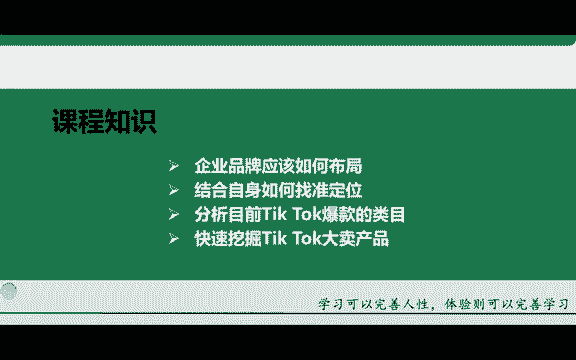 课程知识
企业品牌应该如何布局
结合自身如何找准定位
分析目前Tik Tok爆款的类目
快速挖掘Tik Tok大卖产品
学习可以完善人性，体验则可以完善学习